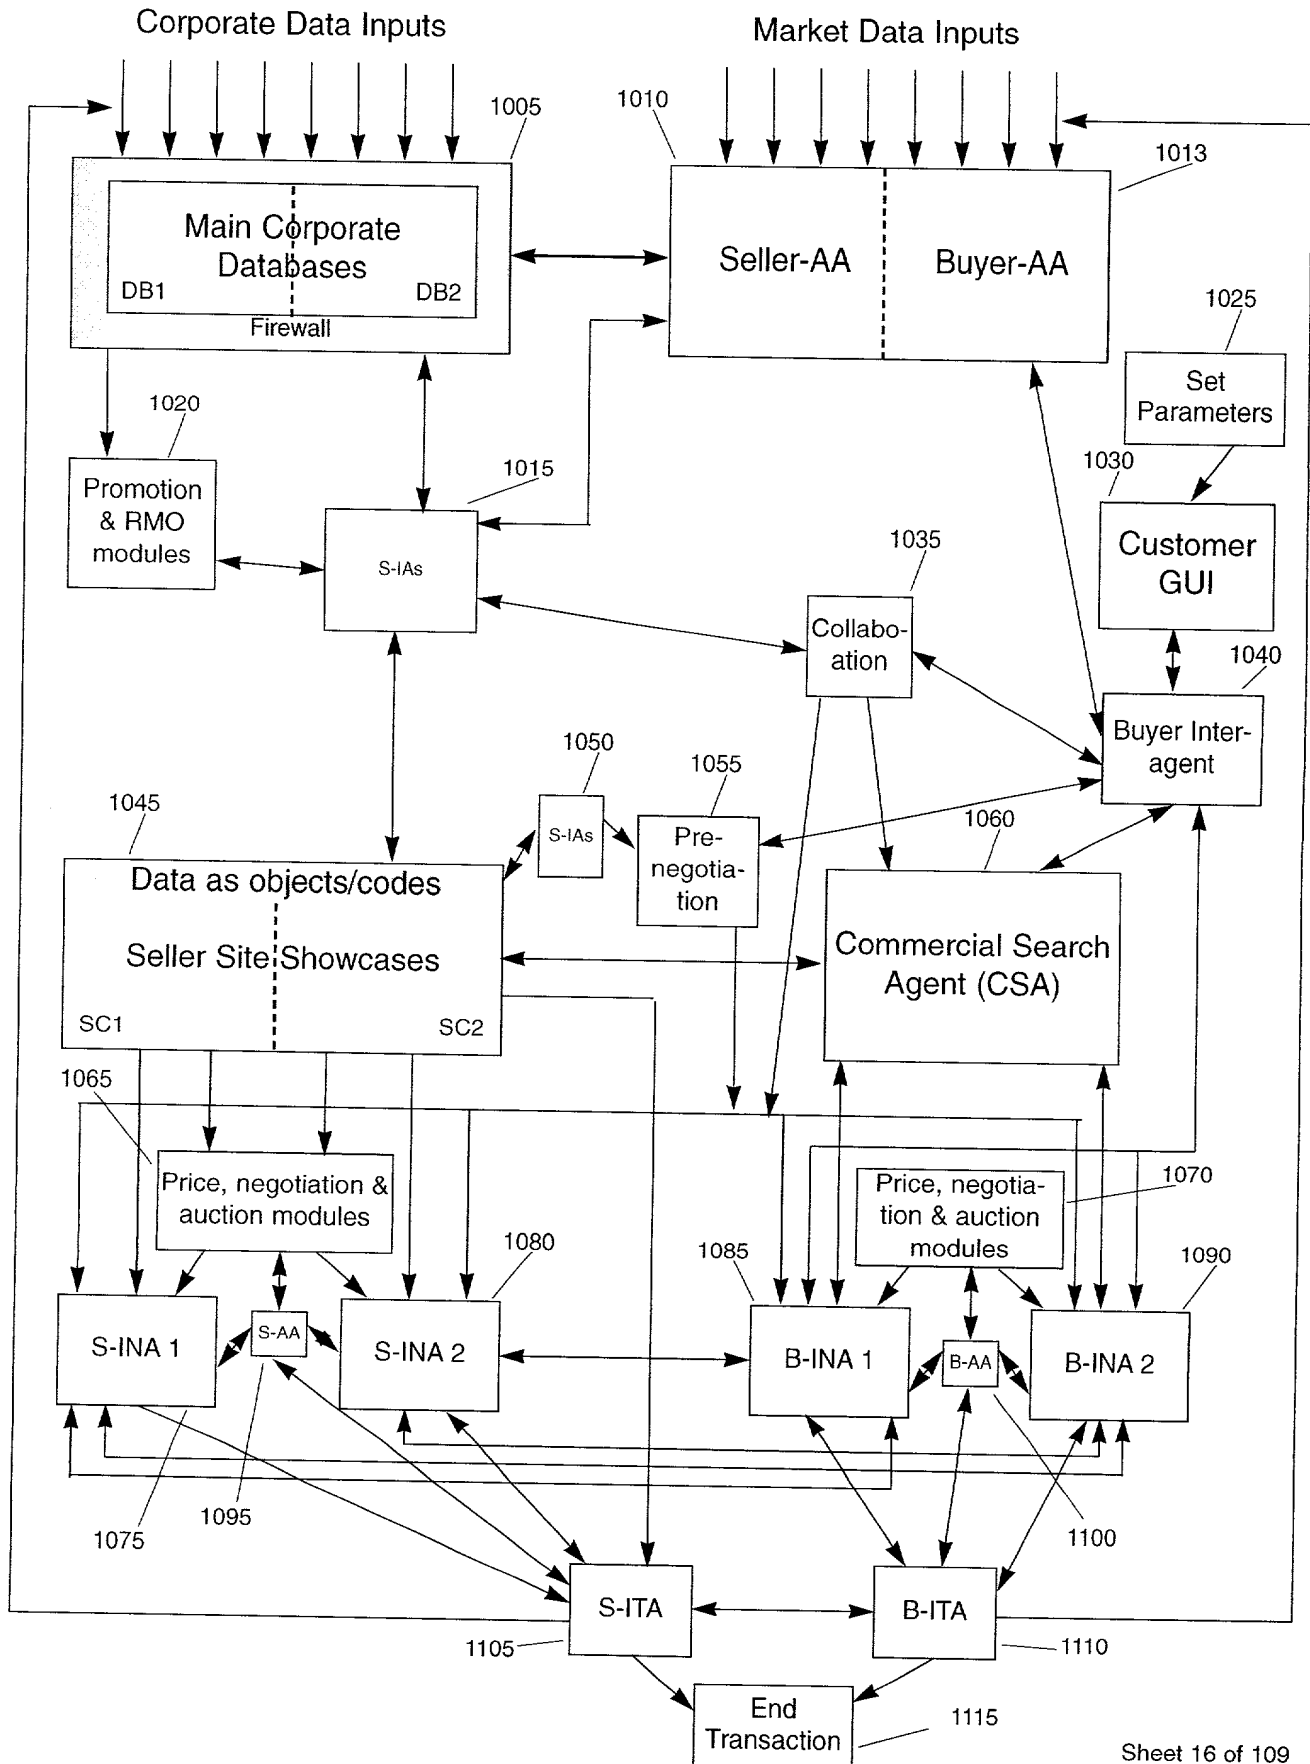 Corporate Data Inputs
Market Data Inputs
1005
1010
1013
Main Corporate
Databases
DB1
DB2
Firewall
Seller-AA
Buyer-AA
1025
Set
Parameters
1020
Promotion
& RMO
modules
1015
S-IAs
1030
Customer
GUI
1035
Collabo-
ation
1040
Buyer Inter-
agent
1045
Data as objects/codes
Seller Site Showcases
SC1
SC2
1050
S-IAs
1055
Pre-
negotia-
tion
1060
Commercial Search
Agent (CSA)
1065
Price, negotiation &
auction modules
1070
Price, negotia-
tion & auction
modules
1080
1085
1090
S-INA 1
S-AA
S-INA 2
B-INA 1
B-AA
B-INA 2
1075
1095
1100
S-ITA
B-ITA
1105
1110
End
Transaction
1115
Sheet 16 of 109